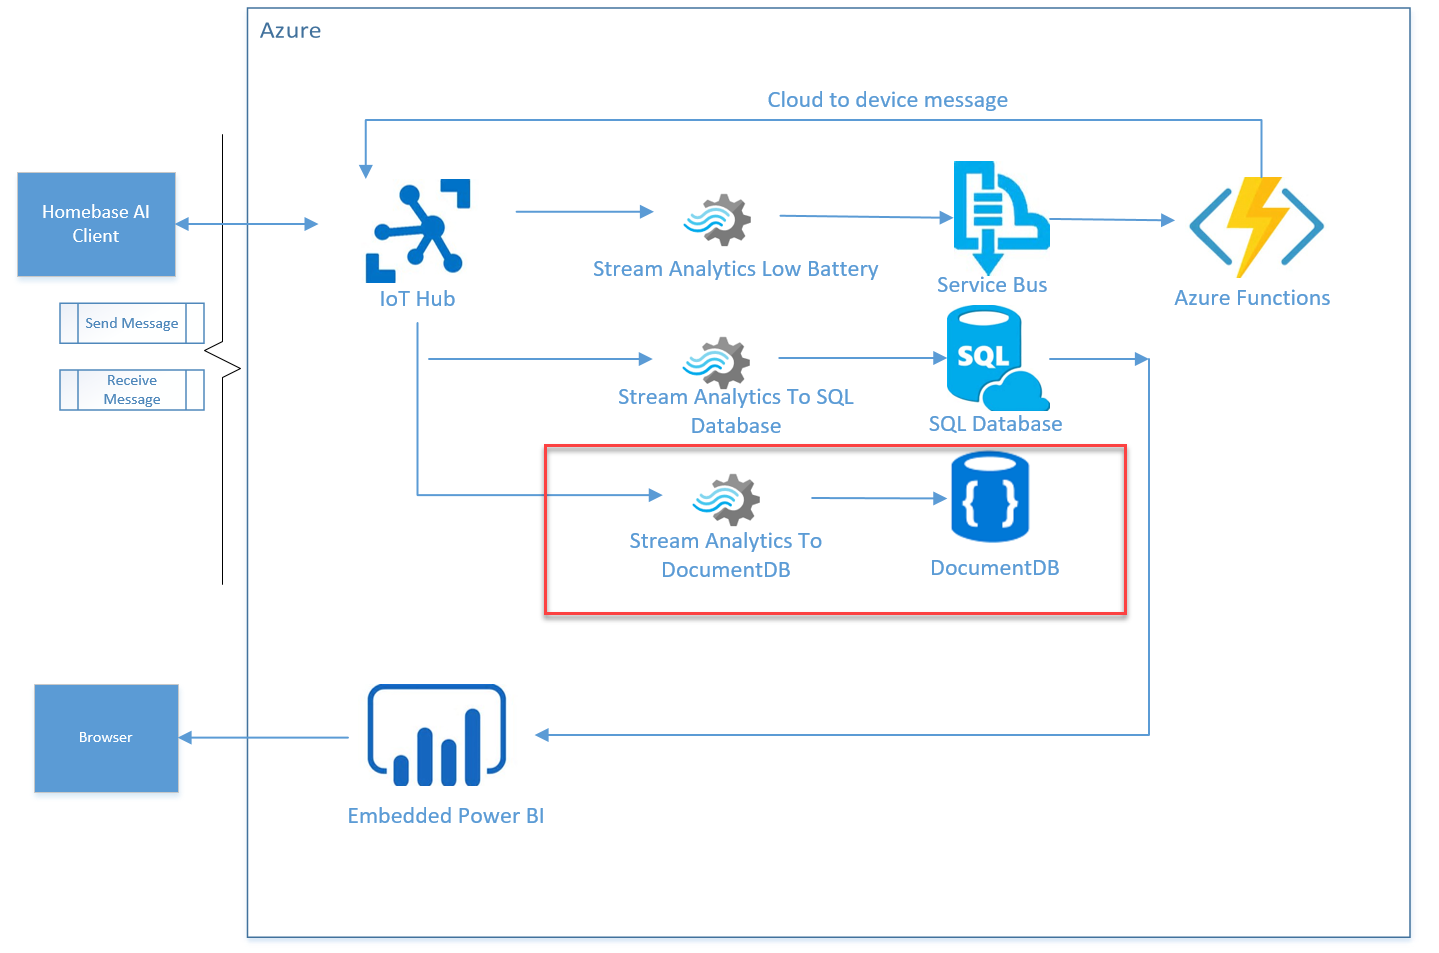 Azure
Cloud to device message
Homebase AI
Client
Send Message
Receive
Message
IoT Hub
Stream Analytics Low Battery
Service Bus
Azure Functions
SQL
Stream Analytics To SQL
Database
SQL Database
{ }
Stream Analytics To
DocumentDB
DocumentDB
Browser
Embedded Power BI